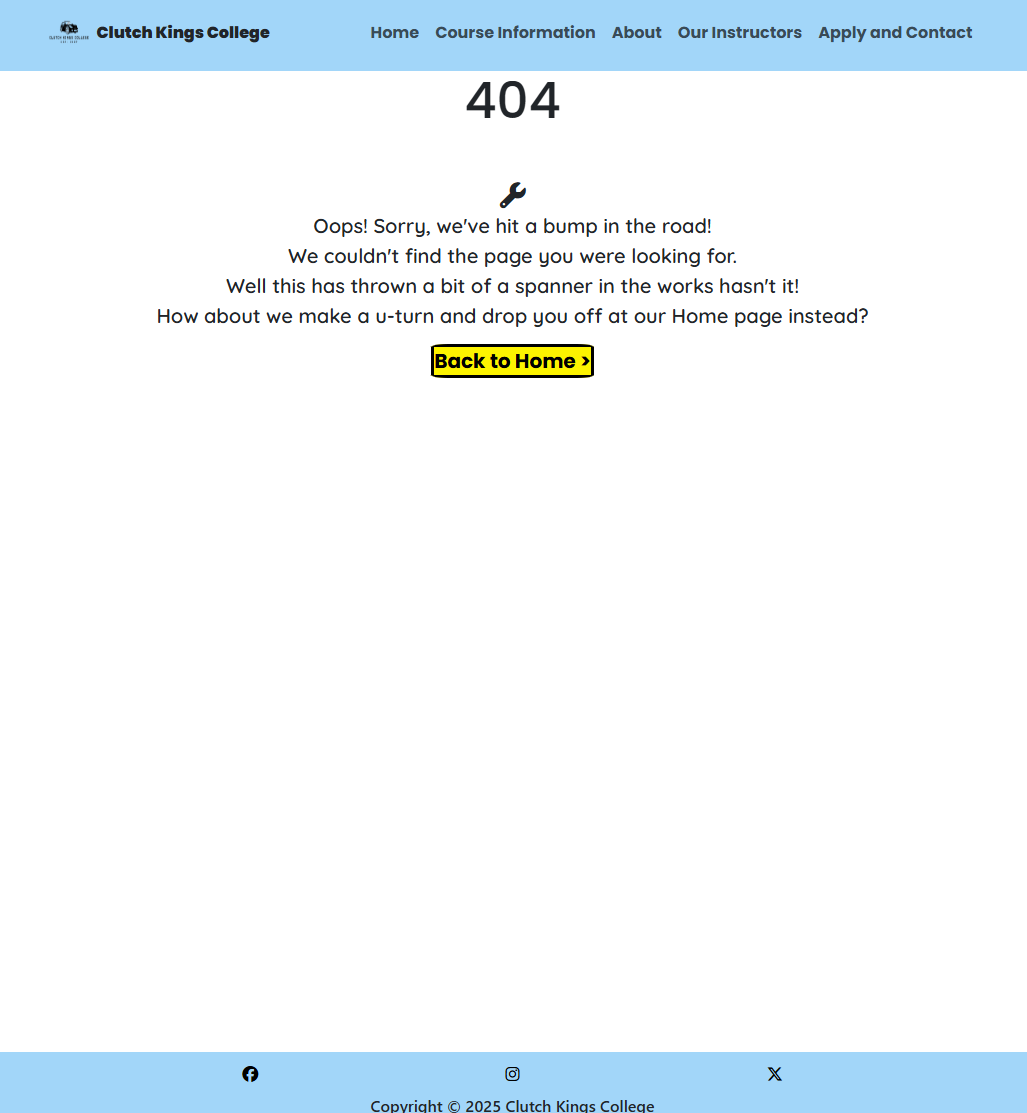 CLUTCH KINGS COLLEGE
Clutch Kings College
Home
Course Information
About
Our Instructors
Apply and Contact
404
Oops! Sorry, we've hit a bump in the road!
We couldn't find the page you were looking for.
Well this has thrown a bit of a spanner in the works hasn't it!
How about we make a u-turn and drop you off at our Home page instead?
Back to Home >
Copyright © 2025 Clutch Kings College